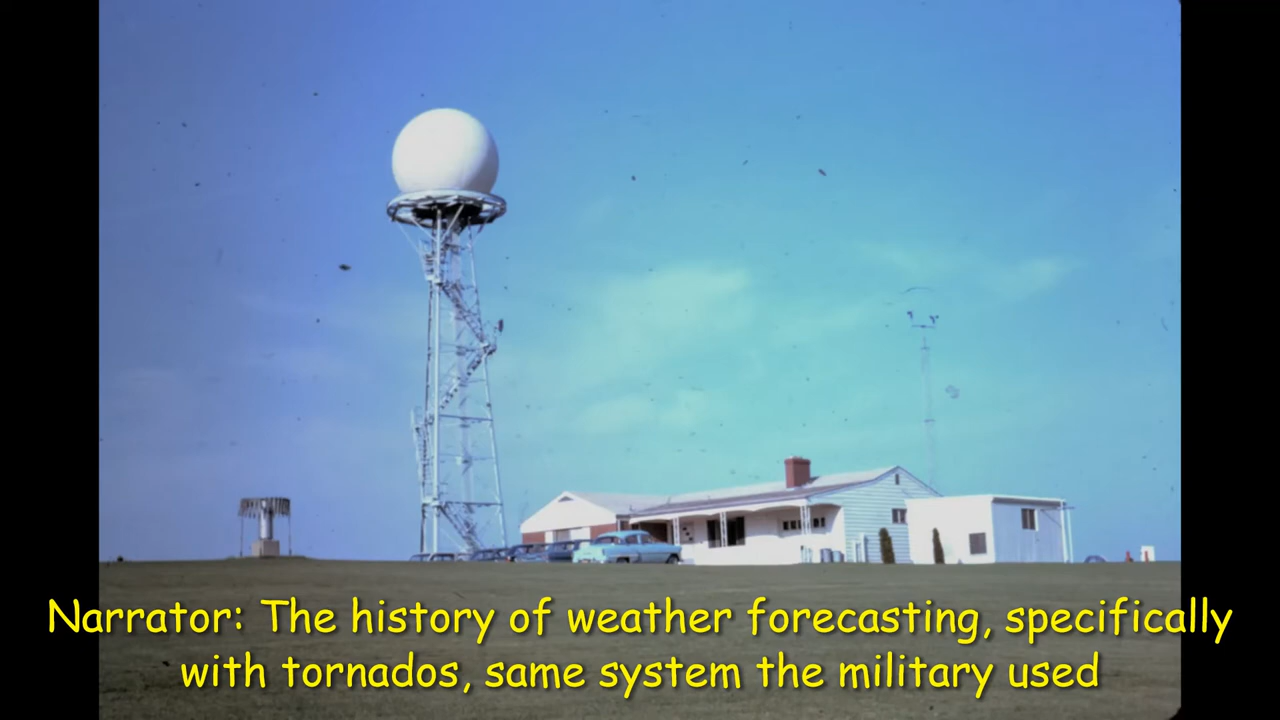 Narrator: The history of weather forecasting, specifically
with tornados, same system the military used